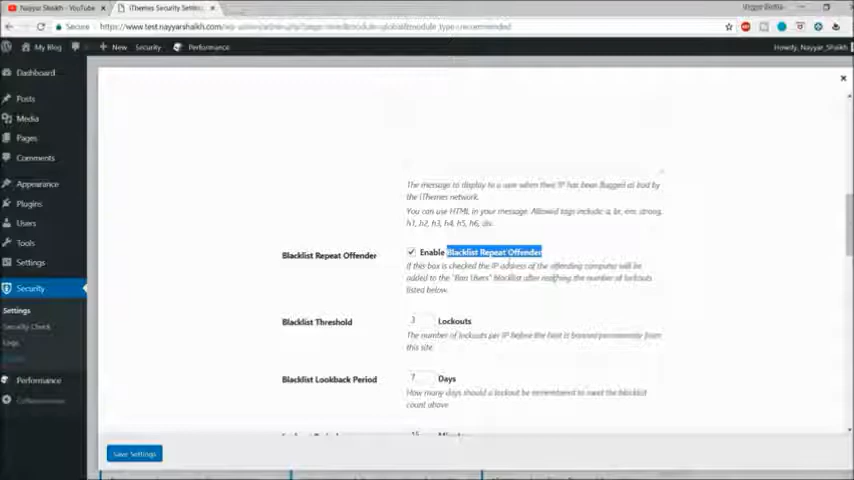 Nayyar Shaikh - YouTube
iThemes Security Setting
Secure
https://www.test.nayyarshaikh.com/
My Blog
New
Security
Performance
Howdy, Nayyar_Shaikh
Dashboard
Posts
Media
Pages
Comments
Appearance
Plugins
Users
Tools
Settings
Security
Settings
Security Check
Logs
Performance
The message to display to a user when their IP has been flagged as bad by
the iThemes network.
You can use HTML in your message. Allowed tags include: a, br, em, strong,
h1, h2, h3, h4, h5, h6, div.
Blacklist Repeat Offender
Enable Blacklist Repeat Offender
If this box is checked the IP address of the offending computer will be
added to the "Ban Users" blacklist after reaching the number of lockouts
listed below.
Blacklist Threshold
3 Lockouts
The number of lockouts per IP before the host is banned permanently from
this site.
Blacklist Lookback Period
7 Days
How many days should a lockout be remembered to meet the blacklist
count above
Save Settings